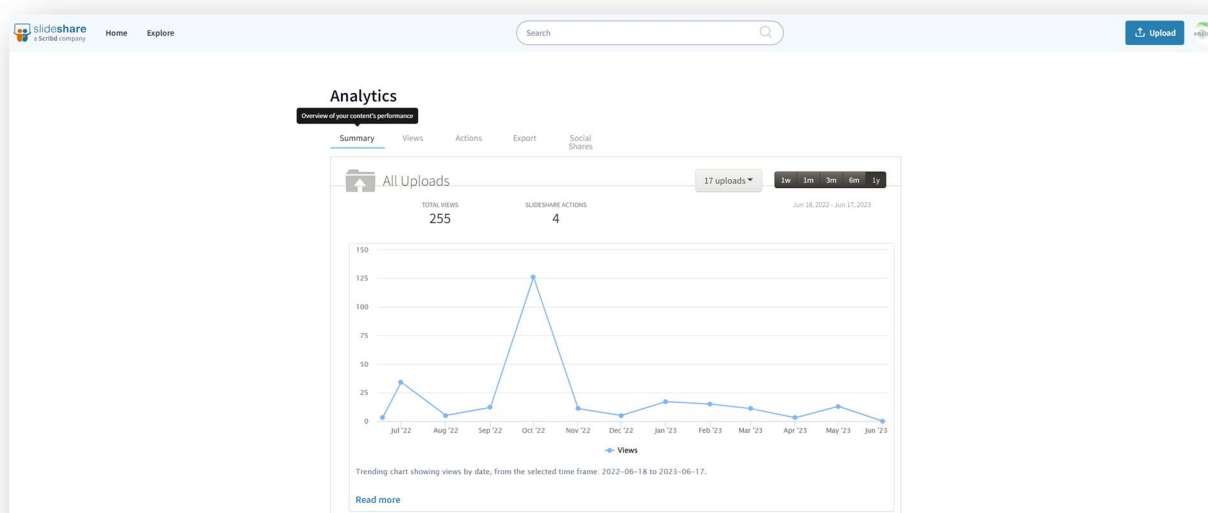 slideshare
a Scribd company
Home Explore
Search
Upload
Analytics
Overview of your content's performance
Summary Views Actions Export Social Shares
All Uploads
17 uploads
1w 1m 3m 6m 1y
TOTAL VIEWS SLIDESHARE ACTIONS Jun 18, 2022 - Jun 17, 2023
255 4
150
125
100
75
50
25
0
Jul '22 Aug '22 Sep '22 Oct '22 Nov '22 Dec '22 Jan '23 Feb '23 Mar '23 Apr '23 May '23 Jun '23
Views
Trending chart showing views by date, from the selected time frame: 2022-06-18 to 2023-06-17.
Read more